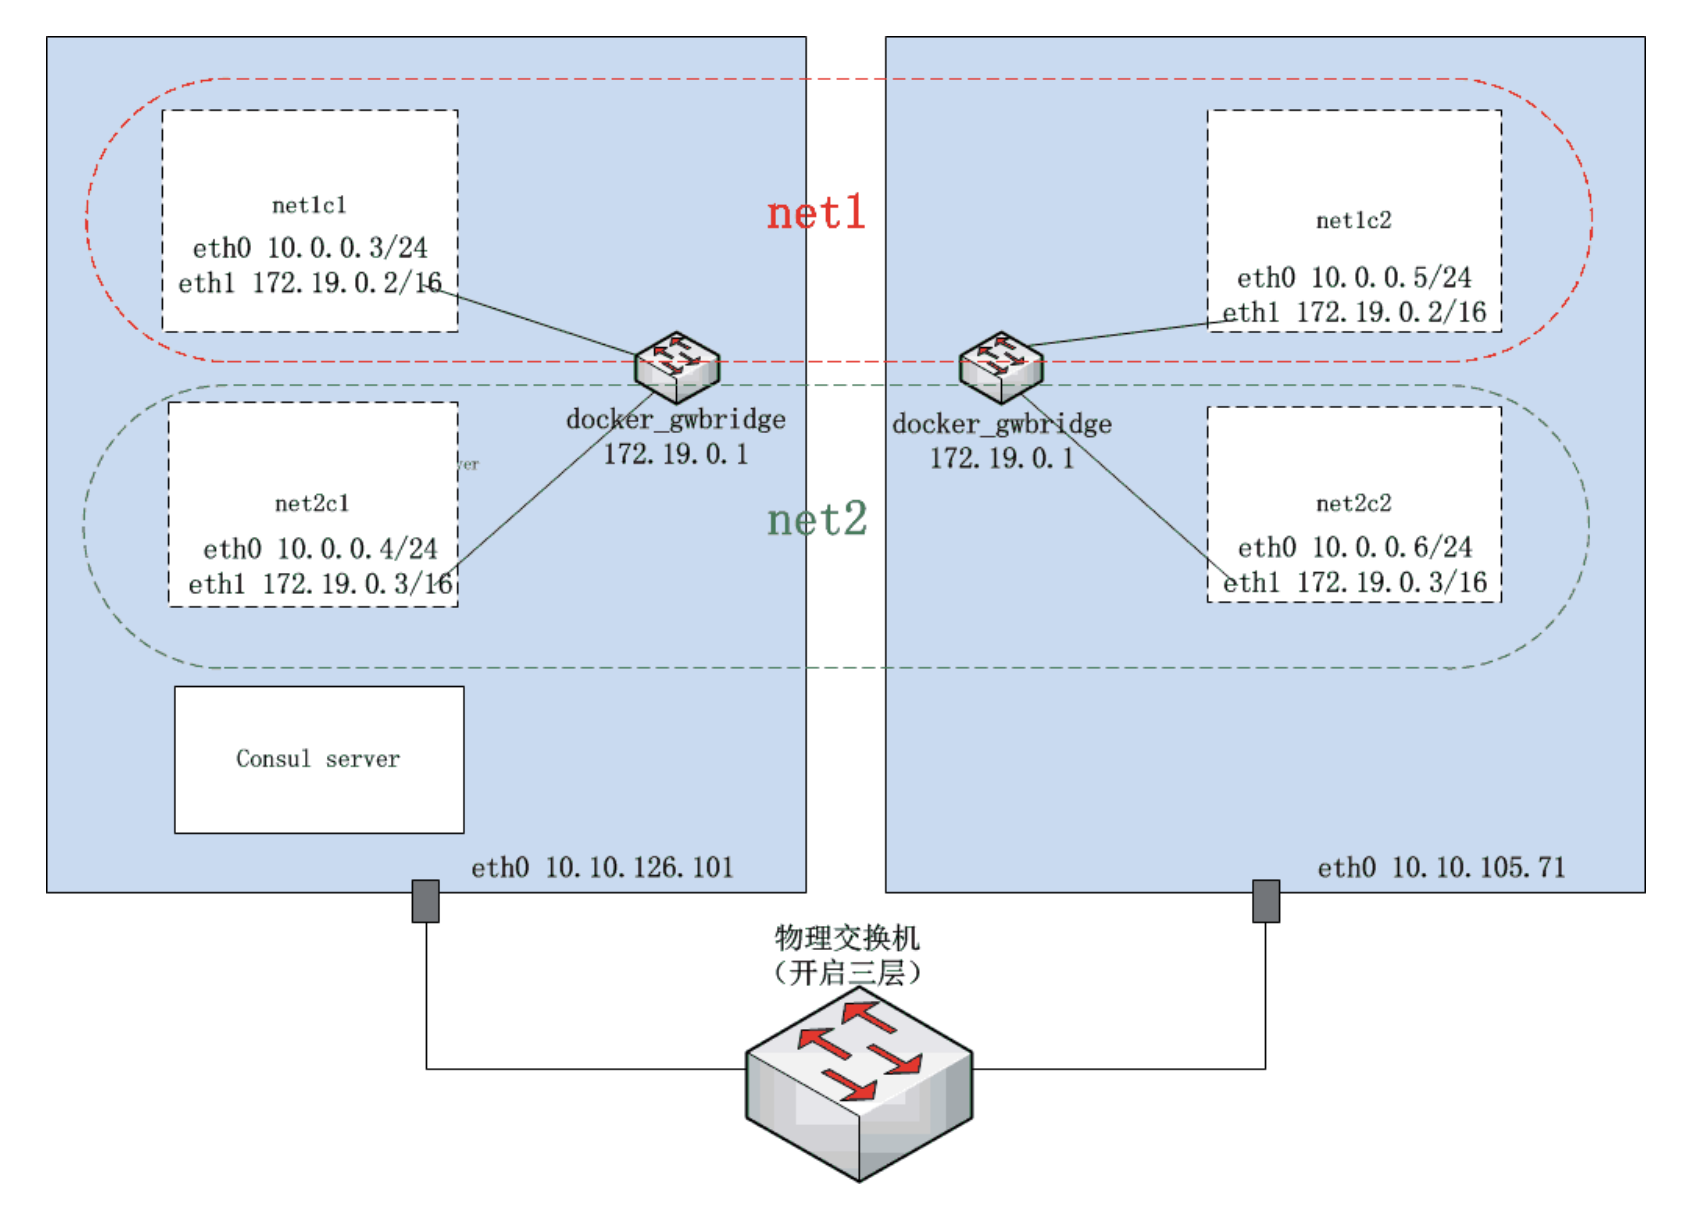 net1c1
eth0 10.0.0.3/24
eth1 172.19.0.2/16
net1
net1c2
eth0 10.0.0.5/24
eth1 172.19.0.2/16
docker_gwbridge
172.19.0.1
docker_gwbridge
172.19.0.1
ver
net2c1
eth0 10.0.0.4/24
eth1 172.19.0.3/16
net2
net2c2
eth0 10.0.0.6/24
eth1 172.19.0.3/16
Consul server
eth0 10.10.126.101
eth0 10.10.105.71
物理交换机
（开启三层）